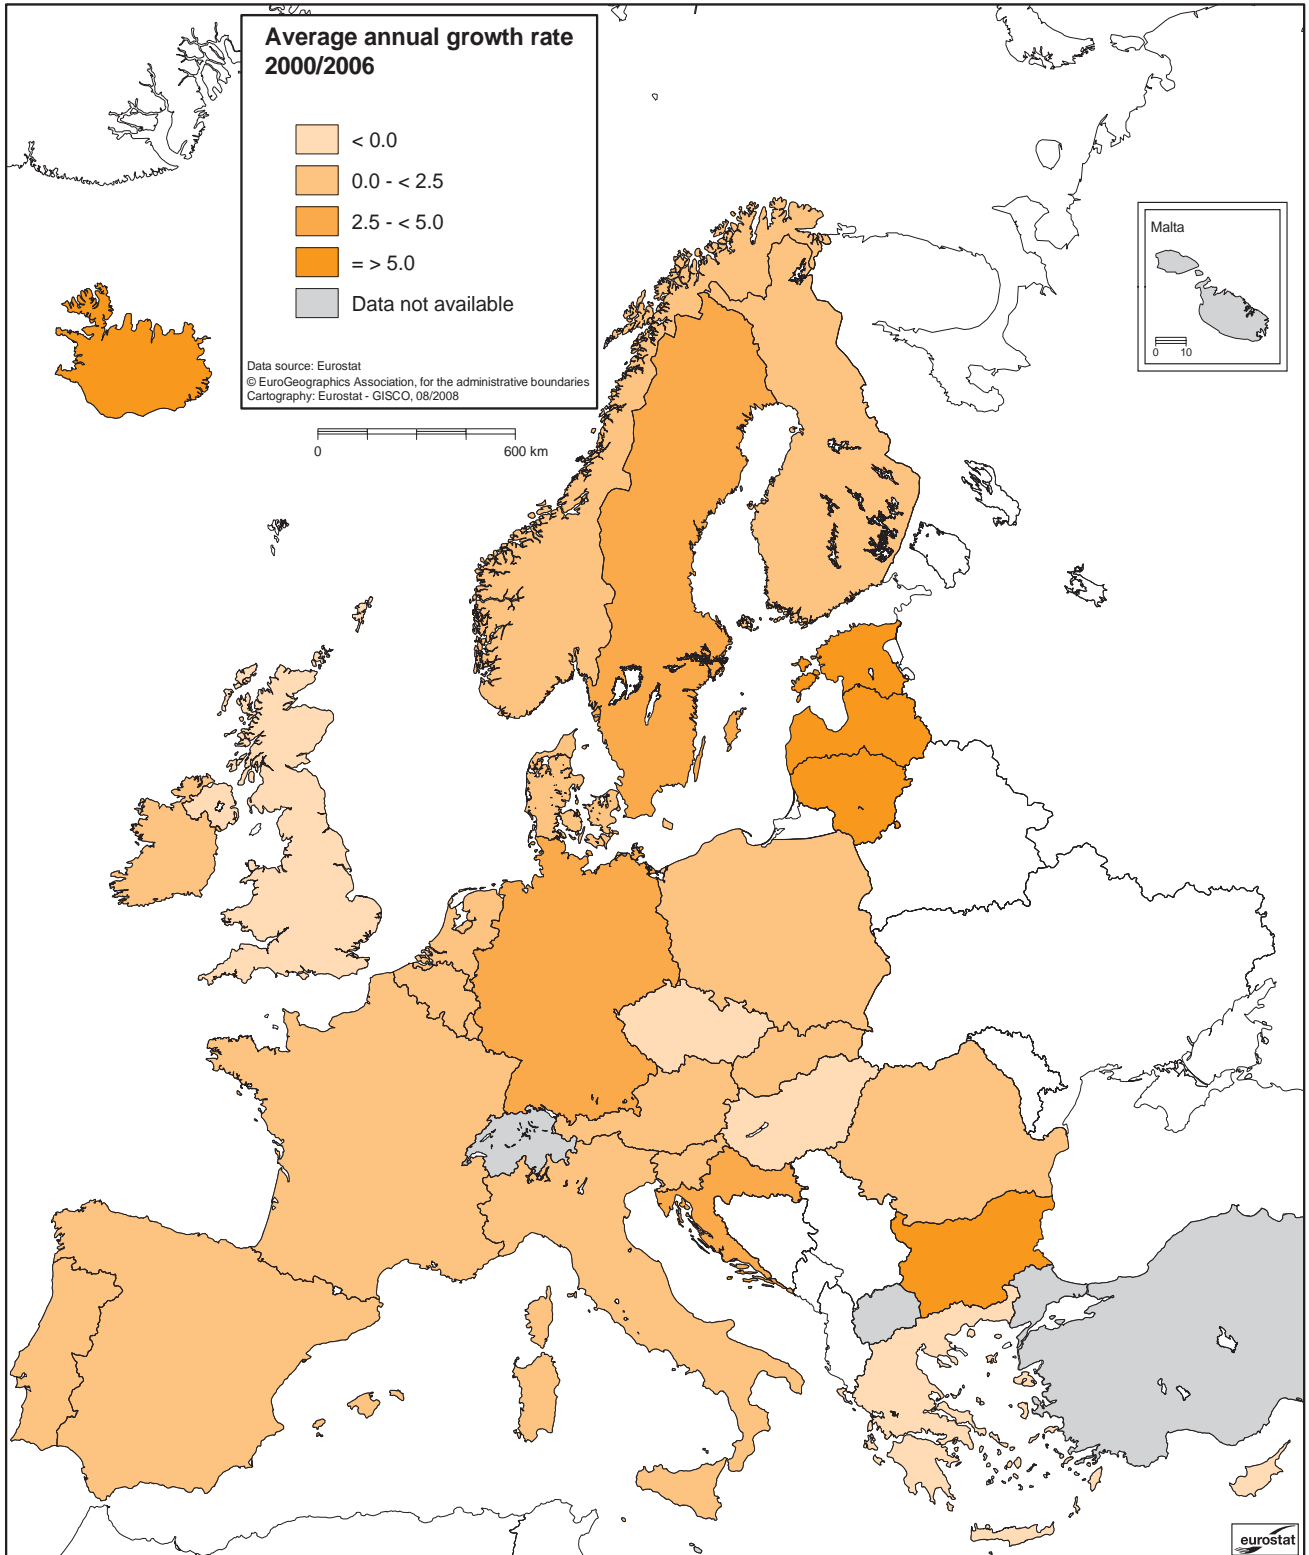 Average annual growth rate
2000/2006
< 0.0
0.0 - < 2.5
2.5 - < 5.0
= > 5.0
Data not available
Data source: Eurostat
© EuroGeographics Association, for the administrative boundaries
Cartography: Eurostat - GISCO, 08/2008
0 600 km
Malta
0 10
eurostat